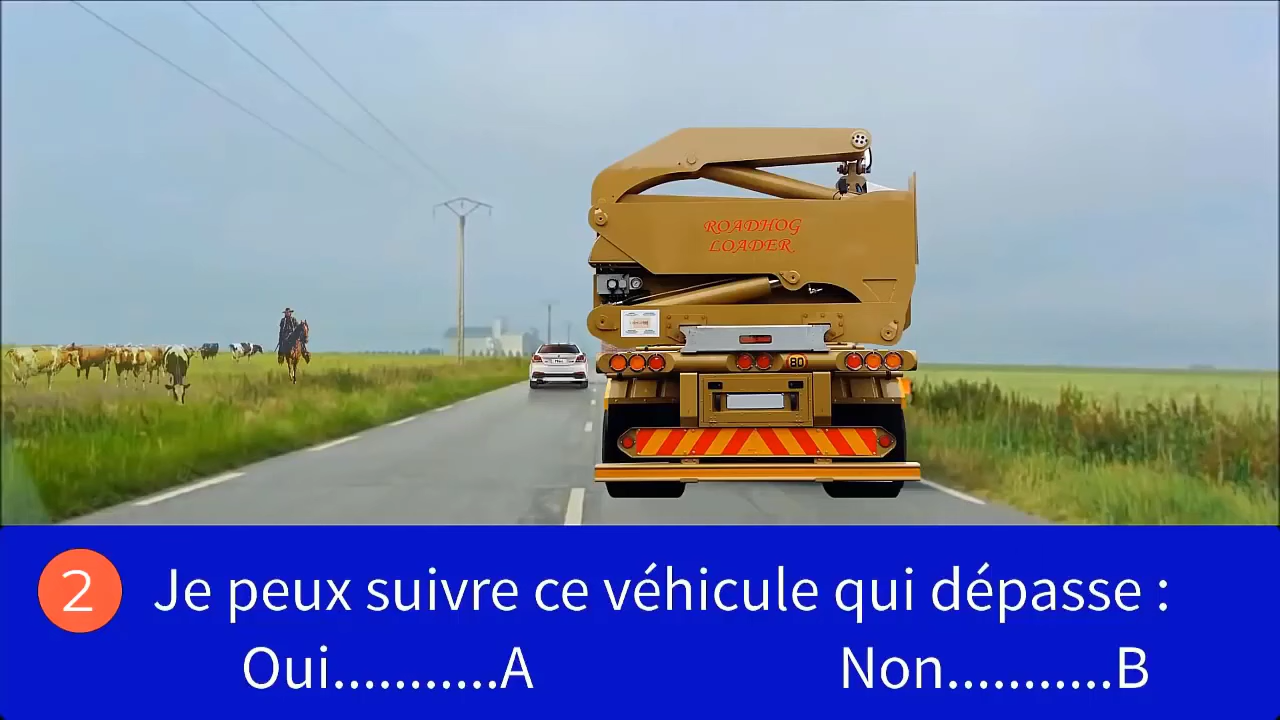 ROADHOG
LOADER
80
2 Je peux suivre ce véhicule qui dépasse :
Oui...........A Non...........B